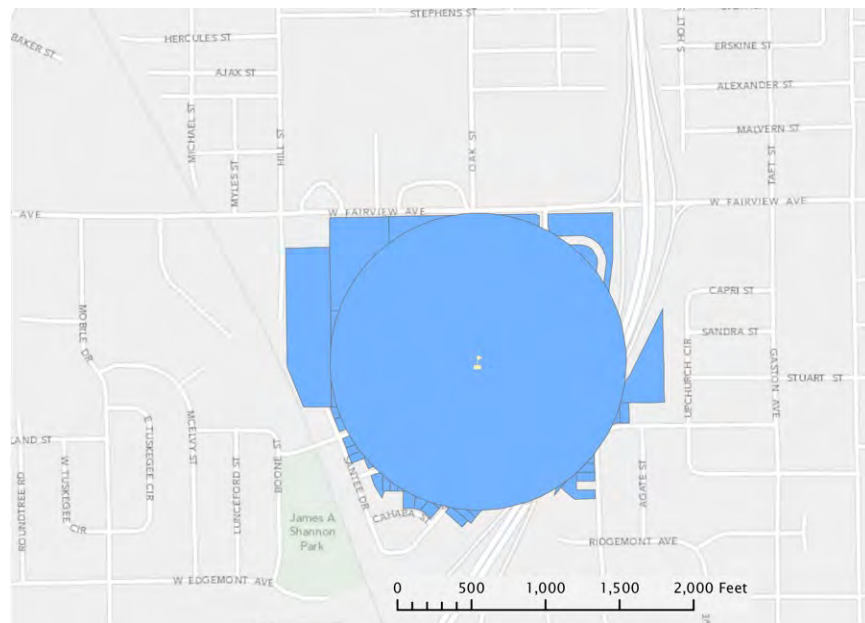 STEPHENS ST
BAKER ST
HERCULES ST
S HOLT ST
ERSKINE ST
AJAX ST
ALEXANDER ST
MICHAEL ST
HILL ST
OAK ST
MALVERN ST
TAFT ST
MYLES ST
AVE
W FAIRVIEW AVE
W FAIRVIEW AVE
CAPRI ST
MOBILE DR
SANDRA ST
UPCHURCH CIR
GASTON AVE
STUART ST
MCELVY ST
E TUSKEGEE CIR
LAND ST
W TUSKEGEE CIR
ROUNDTREE RD
LUNCEFORD ST
BOONE ST
SANTEE DR
AGATE ST
CAHABA ST
James A
Shannon
Park
RIDGEMONT AVE
W EDGEMONT AVE
0 500 1,000 1,500 2,000 Feet